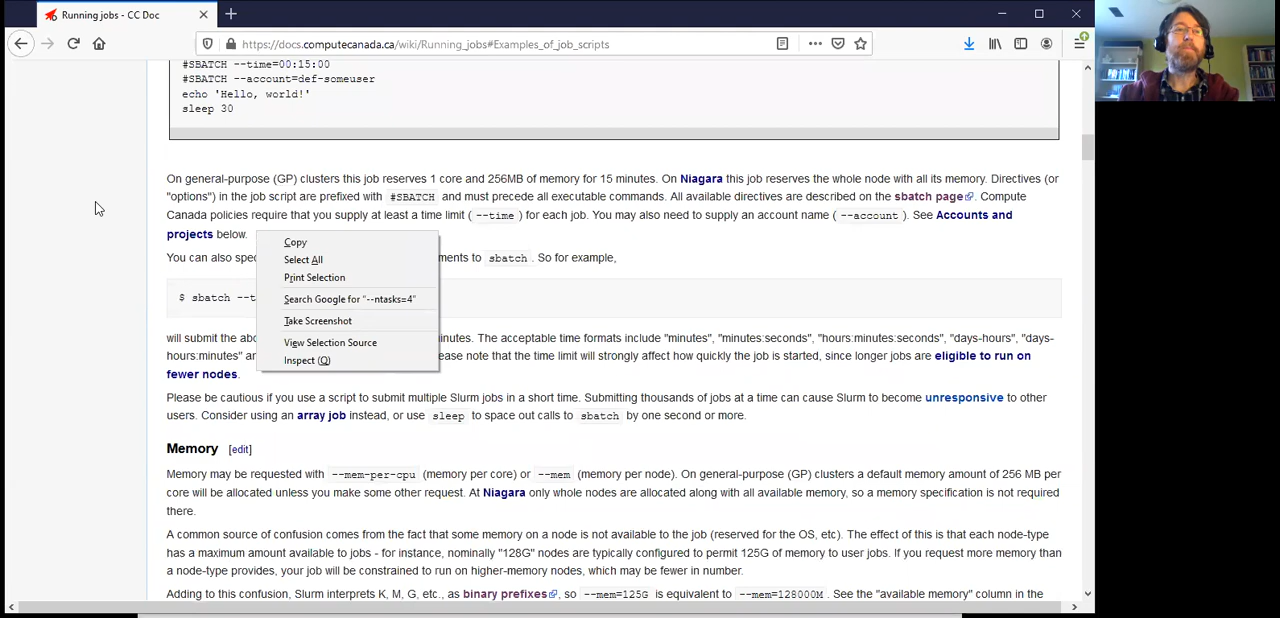 Running jobs - CC Doc
https://docs.computecanada.ca/wiki/Running_jobs#Examples_of_job_scripts
#SBATCH --time=00:15:00
#SBATCH --account=def-someuser
echo 'Hello, world!'
sleep 30
On general-purpose (GP) clusters this job reserves 1 core and 256MB of memory for 15 minutes. On Niagara this job reserves the whole node with all its memory. Directives (or
"options") in the job script are prefixed with #SBATCH and must precede all executable commands. All available directives are described on the sbatch page. Compute
Canada policies require that you supply at least a time limit ( --time ) for each job. You may also need to supply an account name ( --account ). See Accounts and
projects below.
You can also spec ments to sbatch . So for example,
$ sbatch --t
will submit the abo inutes. The acceptable time formats include "minutes", "minutes:seconds", "hours:minutes:seconds", "days-hours", "days-
hours:minutes" an ease note that the time limit will strongly affect how quickly the job is started, since longer jobs are eligible to run on
fewer nodes.
Copy
Select All
Print Selection
Search Google for "--ntasks=4"
Take Screenshot
View Selection Source
Inspect (Q)
Please be cautious if you use a script to submit multiple Slurm jobs in a short time. Submitting thousands of jobs at a time can cause Slurm to become unresponsive to other
users. Consider using an array job instead, or use sleep to space out calls to sbatch by one second or more.
Memory [edit]
Memory may be requested with --mem-per-cpu (memory per core) or --mem (memory per node). On general-purpose (GP) clusters a default memory amount of 256 MB per
core will be allocated unless you make some other request. At Niagara only whole nodes are allocated along with all available memory, so a memory specification is not required
there.
A common source of confusion comes from the fact that some memory on a node is not available to the job (reserved for the OS, etc). The effect of this is that each node-type
has a maximum amount available to jobs - for instance, nominally "128G" nodes are typically configured to permit 125G of memory to user jobs. If you request more memory than
a node-type provides, your job will be constrained to run on higher-memory nodes, which may be fewer in number.
Adding to this confusion, Slurm interprets K, M, G, etc., as binary prefixes, so --mem=125G is equivalent to --mem=128000M . See the "available memory" column in the